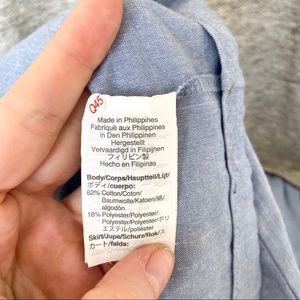 Q45
Made in Philippines
Fabriqué aux Philippines
In Den Philippinen
Hergestellt
Vervaardigd in Filipijnen
フィリピン製
Hecho en Filipinas
Body/Corps/Hauptteil/Lijf/
ボディ/cuerpo:
82% Cotton/Coton/
Baumwolle/Katoen/綿/
algodón
18% Polyester/Polyester/
Polyester/Polyester/ポリ
エステル/poliéster
Skirt/Jupe/Schurz/Rok/ス
カート/falda: